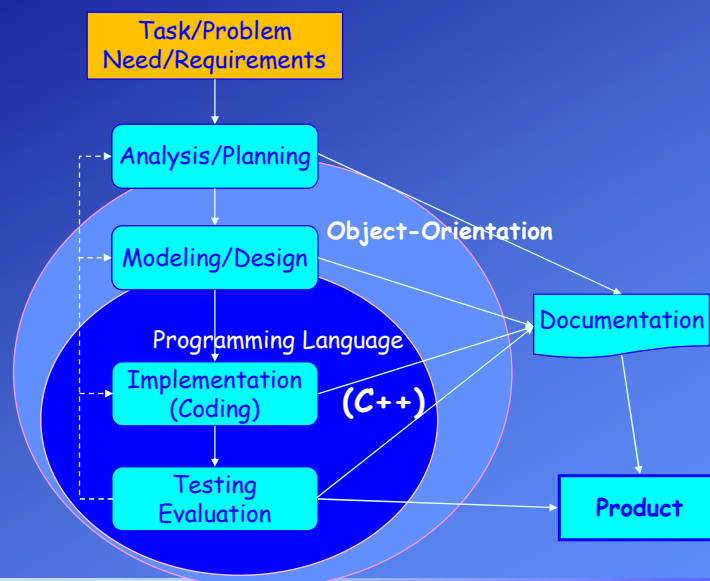 Task/Problem
Need/Requirements
Analysis/Planning
Object-Orientation
Modeling/Design
Documentation
Programming Language
Implementation
(Coding)
(C++)
Testing
Evaluation
Product